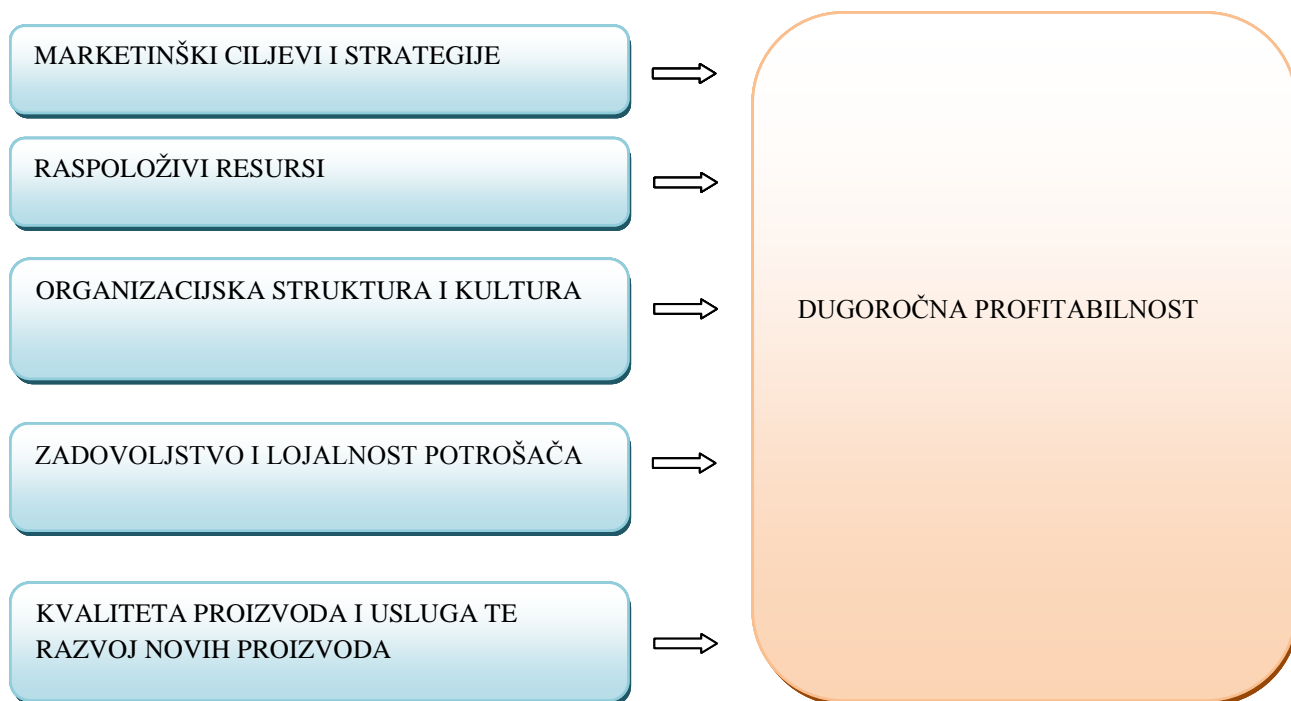 MARKETINŠKI CILJEVI I STRATEGIJE
RASPOLOŽIVI RESURSI
ORGANIZACIJSKA STRUKTURA I KULTURA
DUGOROČNA PROFITABILNOST
ZADOVOLJSTVO I LOJALNOST POTROŠAČA
KVALITETA PROIZVODA I USLUGA TE
RAZVOJ NOVIH PROIZVODA